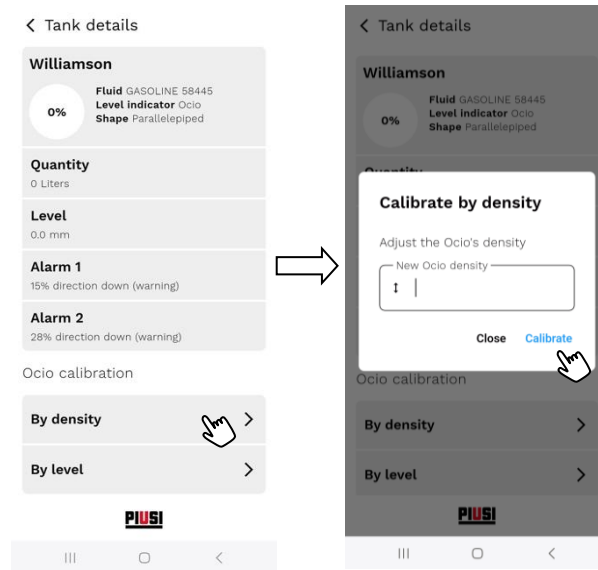 Tank details
Williamson
0%
Fluid GASOLINE 58445
Level indicator Ocio
Shape Parallelepiped
Quantity
0 Liters
Level
0.0 mm
Alarm 1
15% direction down (warning)
Alarm 2
28% direction down (warning)
Ocio calibration
By density
By level
PIUSI
Tank details
Williamson
0%
Fluid GASOLINE 58445
Level indicator Ocio
Shape Parallelepiped
Quantity
Calibrate by density
Adjust the Ocio's density
New Ocio density
Close Calibrate
Ocio calibration
By density
By level
PIUSI